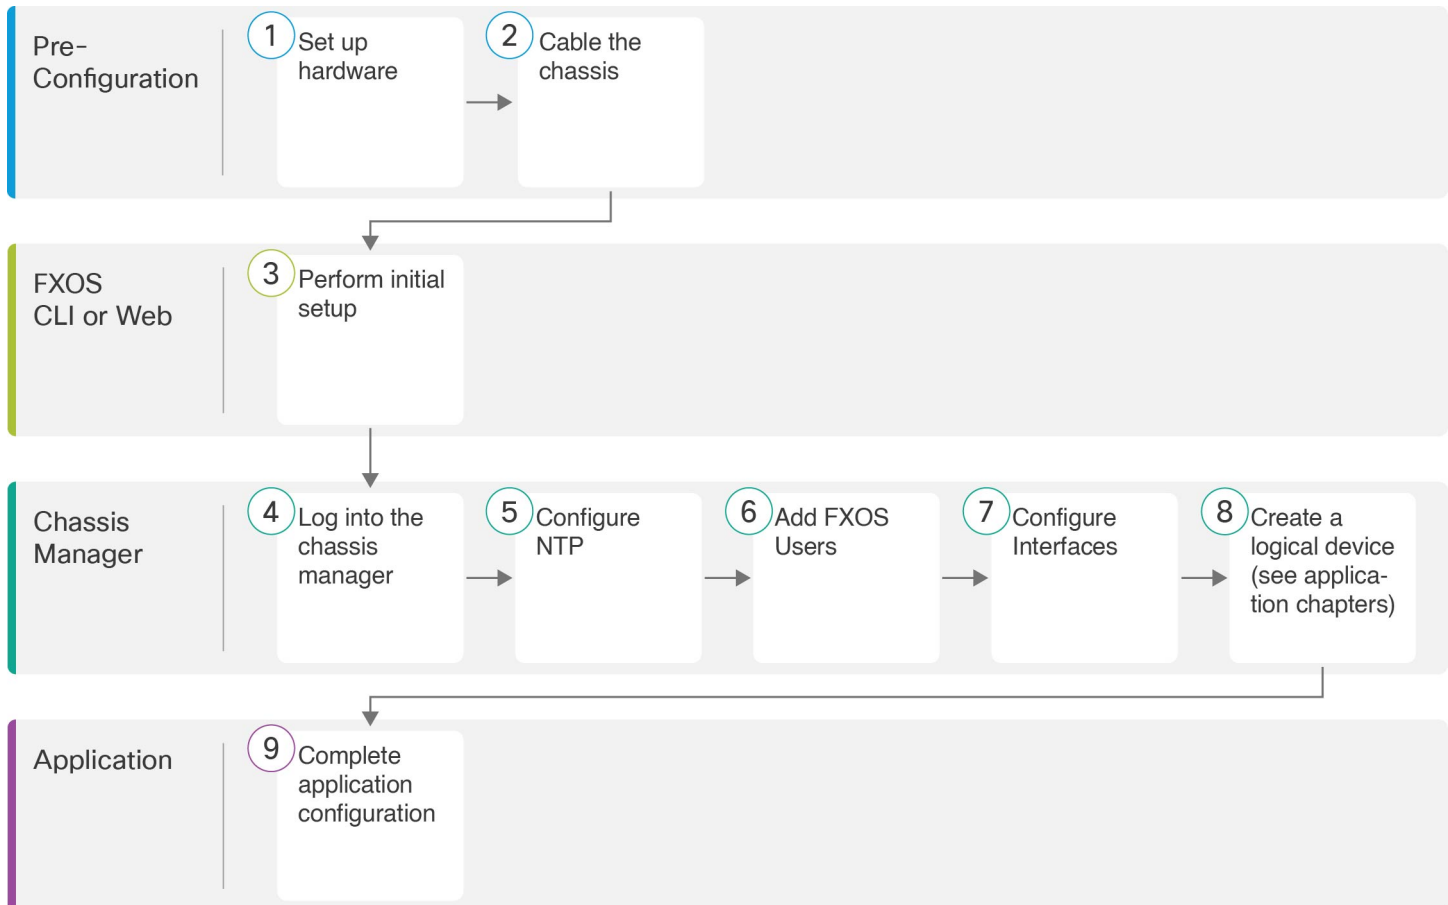 Pre-
Configuration
1
Set up
hardware
2
Cable the
chassis
FXOS
CLI or Web
3
Perform initial
setup
Chassis
Manager
4
Log into the
chassis
manager
5
Configure
NTP
6
Add FXOS
Users
7
Configure
Interfaces
8
Create a
logical device
(see applica-
tion chapters)
Application
9
Complete
application
configuration